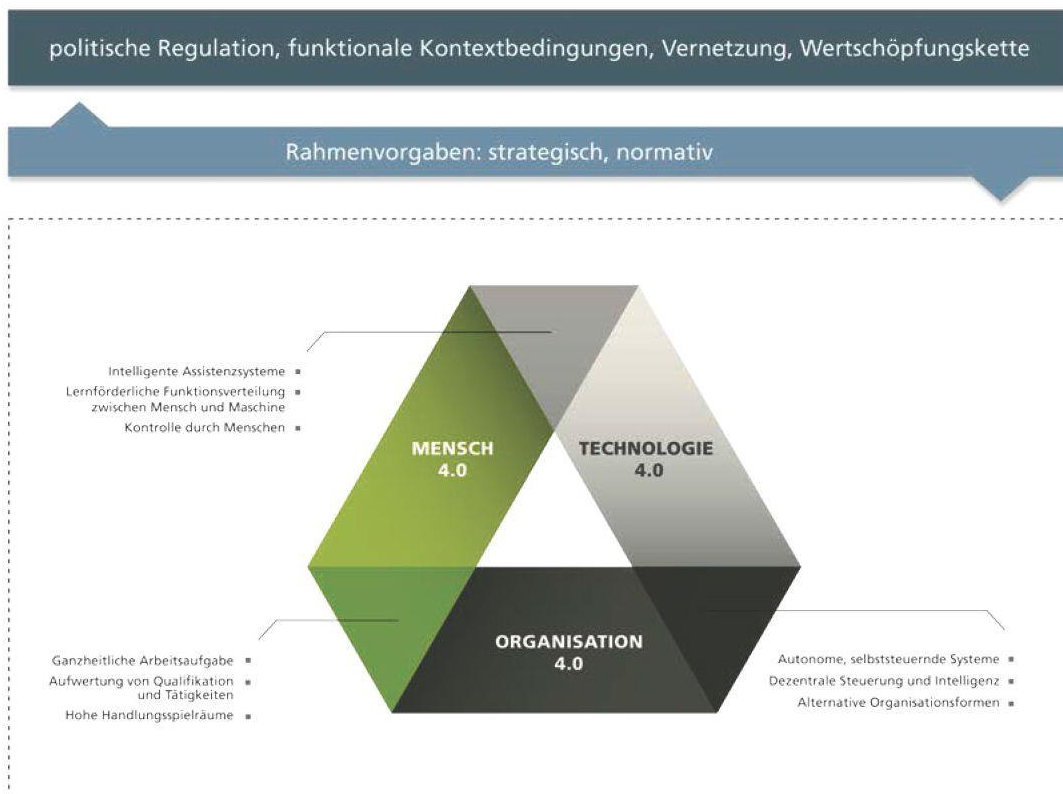 politische Regulation, funktionale Kontextbedingungen, Vernetzung, Wertschöpfungskette
Rahmenvorgaben: strategisch, normativ
Intelligente Assistenzsysteme
Lernförderliche Funktionsverteilung
zwischen Mensch und Maschine
Kontrolle durch Menschen
MENSCH
4.0
TECHNOLOGIE
4.0
ORGANISATION
4.0
Ganzheitliche Arbeitsaufgabe
Aufwertung von Qualifikation
und Tätigkeiten
Hohe Handlungsspielräume
Autonome, selbststeuernde Systeme
Dezentrale Steuerung und Intelligenz
Alternative Organisationsformen